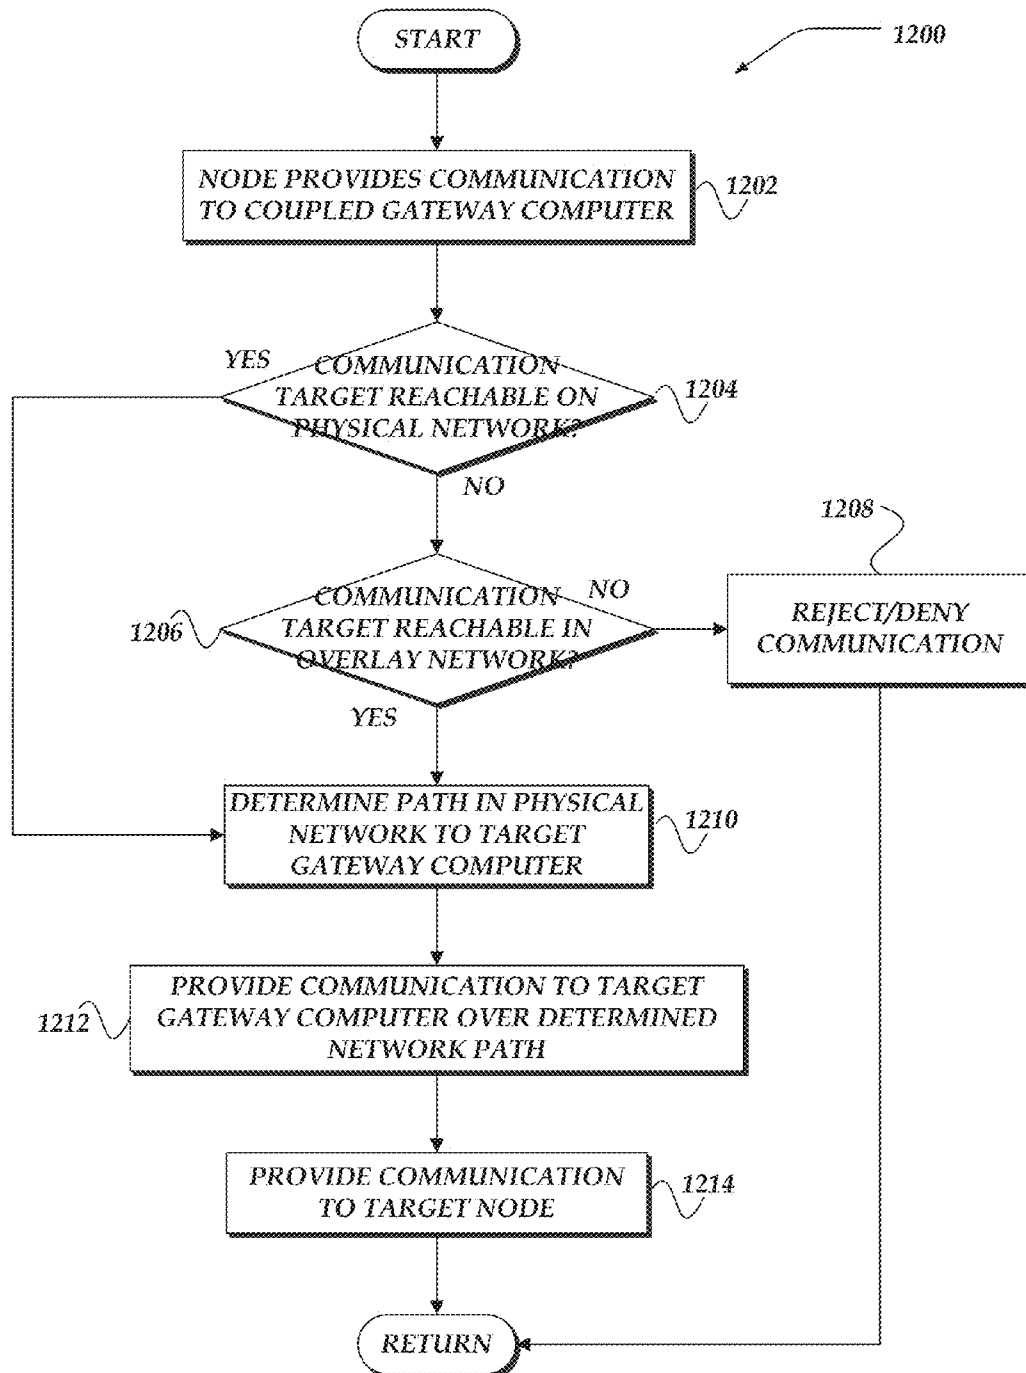 START
1200
NODE PROVIDES COMMUNICATION
TO COUPLED GATEWAY COMPUTER
1202
YES
COMMUNICATION
TARGET REACHABLE ON
PHYSICAL NETWORK?
1204
NO
1208
COMMUNICATION
TARGET REACHABLE IN
OVERLAY NETWORK?
1206
NO
REJECT/DENY
COMMUNICATION
YES
DETERMINE PATH IN PHYSICAL
NETWORK TO TARGET
GATEWAY COMPUTER
1210
PROVIDE COMMUNICATION TO TARGET
GATEWAY COMPUTER OVER DETERMINED
NETWORK PATH
1212
PROVIDE COMMUNICATION
TO TARGET NODE
1214
RETURN